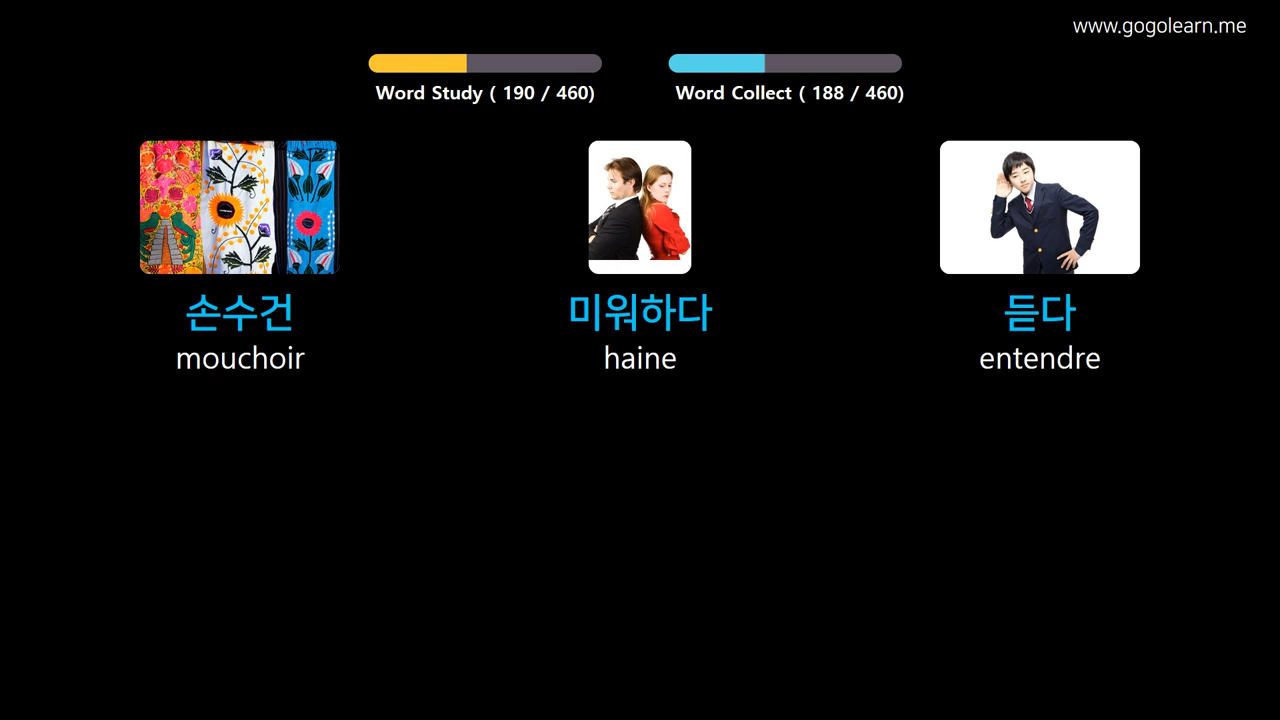 www.gogolearn.me
Word Study ( 190 / 460)
Word Collect ( 188 / 460)
손수건
미워하다
듣다
mouchoir
haine
entendre